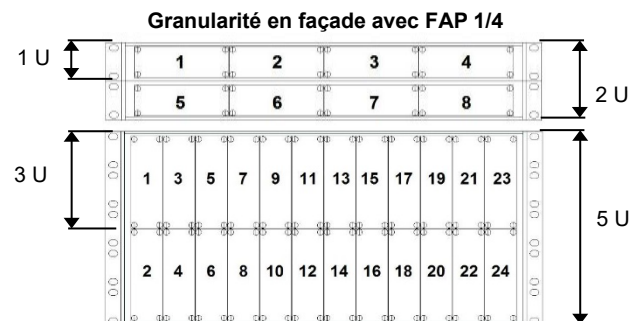 Granularité en façade avec FAP 1/4
1 U
1 2 3 4
5 6 7 8
2 U
3 U
1 3 5 7 9 11 13 15 17 19 21 23
5 U
2 4 6 8 10 12 14 16 18 20 22 24